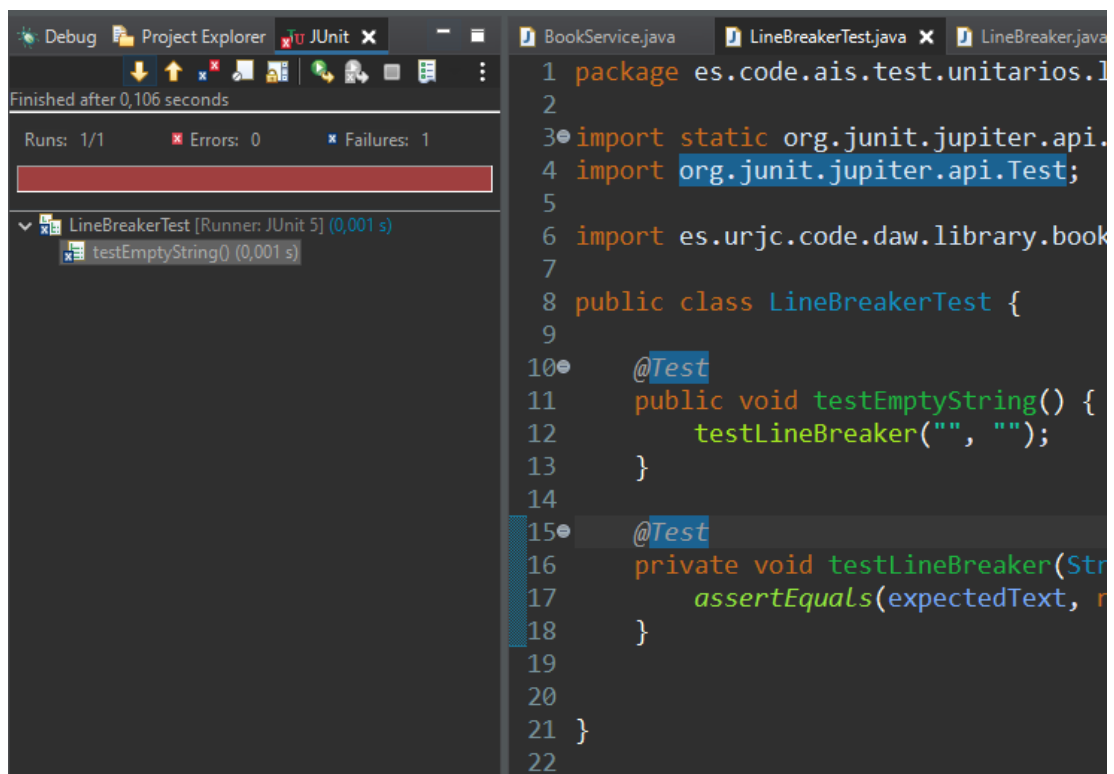 Debug Project Explorer JUnit
Finished after 0,106 seconds
Runs: 1/1 Errors: 0 Failures: 1
LineBreakerTest [Runner: JUnit 5] (0,001 s)
testEmptyString() (0,001 s)
BookService.java LineBreakerTest.java LineBreaker.java
1 package es.code.ais.test.unitarios.l
2
3 import static org.junit.jupiter.api.
4 import org.junit.jupiter.api.Test;
5
6 import es.urjc.code.daw.library.book
7
8 public class LineBreakerTest {
9
10 @Test
11 public void testEmptyString() {
12 testLineBreaker("", "");
13 }
14
15 @Test
16 private void testLineBreaker(Str
17 assertEquals(expectedText, n
18 }
19
20
21 }
22